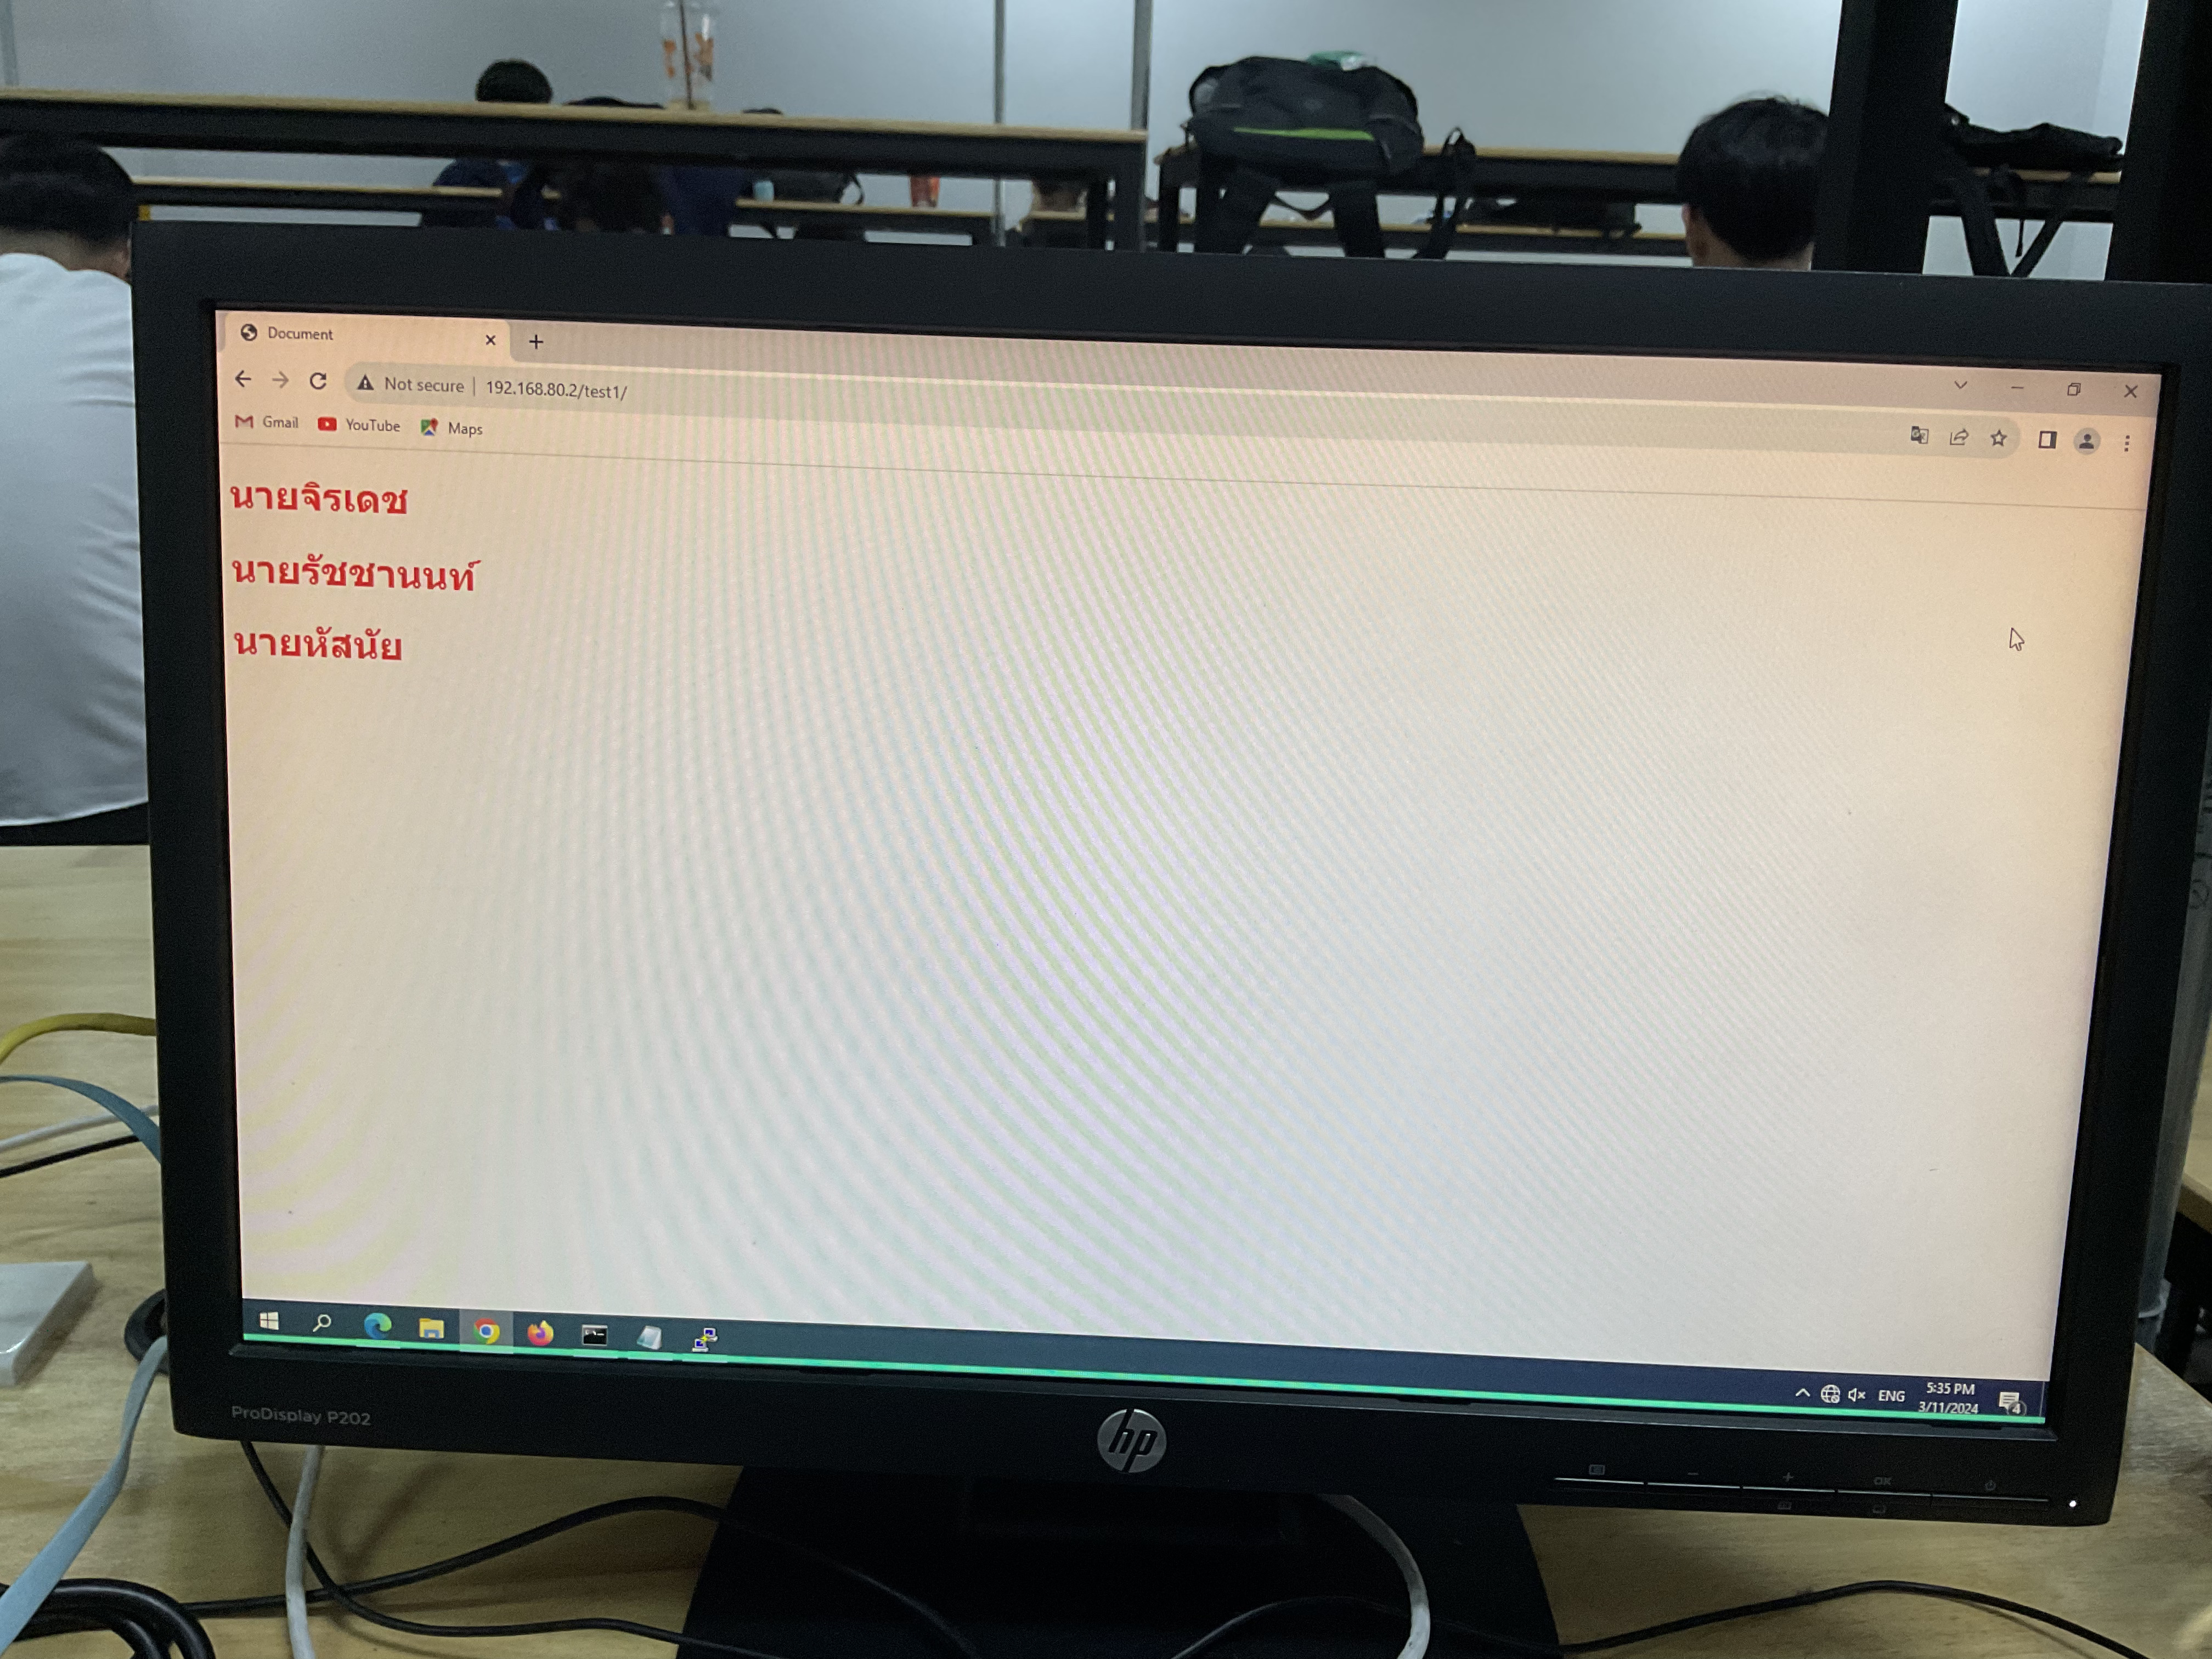 Document
Not secure | 192.168.80.2/test1/
Gmail YouTube Maps
นายจิรเดช
นายรัชชานนท์
นายหัสนัย
ENG 5:35 PM
3/11/2024
4
ProDisplay P202
hp
OK